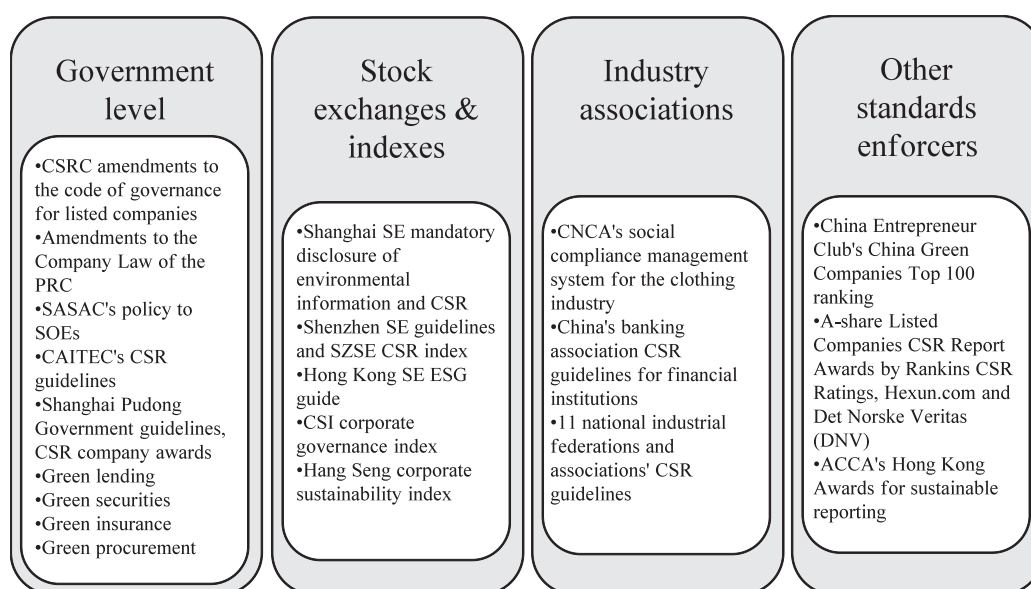 Government
level
•CSRC amendments to
the code of governance
for listed companies
•Amendments to the
Company Law of the
PRC
•SASAC's policy to
SOEs
•CAITEC's CSR
guidelines
•Shanghai Pudong
Government guidelines,
CSR company awards
•Green lending
•Green securities
•Green insurance
•Green procurement
Stock
exchanges &
indexes
•Shanghai SE mandatory
disclosure of
environmental
information and CSR
•Shenzhen SE guidelines
and SZSE CSR index
•Hong Kong SE ESG
guide
•CSI corporate
governance index
•Hang Seng corporate
sustainability index
Industry
associations
•CNCA's social
compliance management
system for the clothing
industry
•China's banking
association CSR
guidelines for financial
institutions
•11 national industrial
federations and
associations' CSR
guidelines
Other
standards
enforcers
•China Entrepreneur
Club's China Green
Companies Top 100
ranking
•A-share Listed
Companies CSR Report
Awards by Rankins CSR
Ratings, Hexun.com and
Det Norske Veritas
(DNV)
•ACCA's Hong Kong
Awards for sustainable
reporting